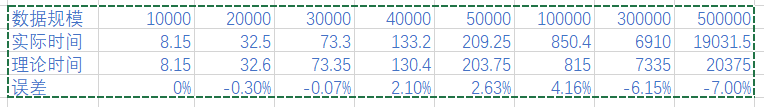 数据规模 10000 20000 30000 40000 50000 100000 300000 500000
实际时间 8.15 32.5 73.3 133.2 209.25 850.4 6910 19031.5
理论时间 8.15 32.6 73.35 130.4 203.75 815 7335 20375
误差 0% -0.30% -0.07% 2.10% 2.63% 4.16% -6.15% -7.00%